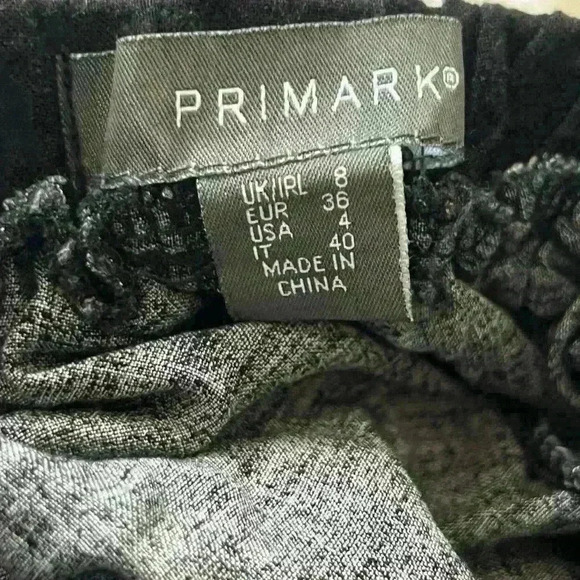 PRIMARK®
UK/IRL 8
EUR 36
USA 4
IT 40
MADE IN
CHINA